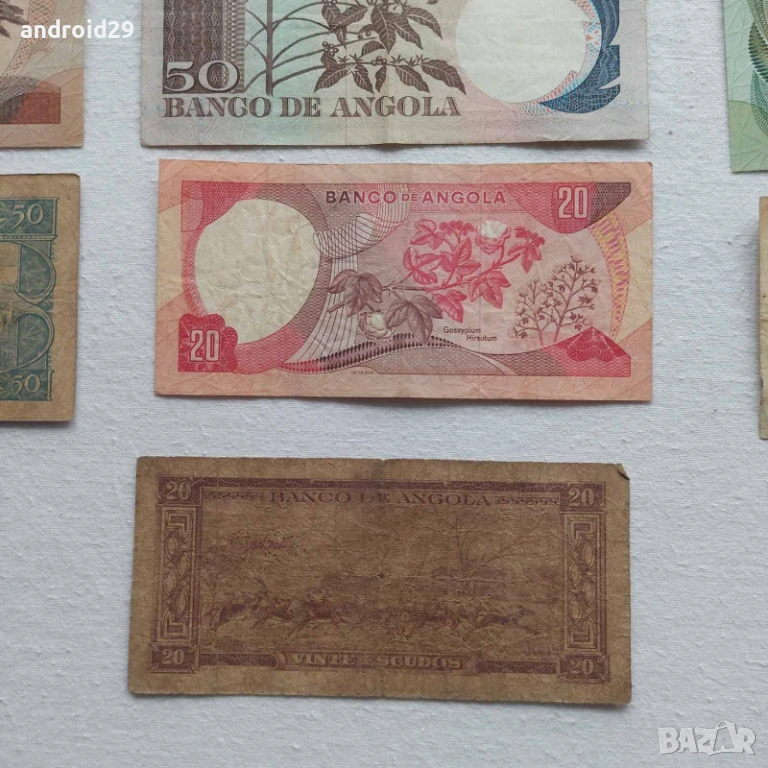 android29
50
BANCO DE ANGOLA
50
BANCO DE ANGOLA
20
20
Gossypium
Hirsutum
50
20
BANCO DE ANGOLA
20
20
VINTE ESCUDOS
20
BAZAR